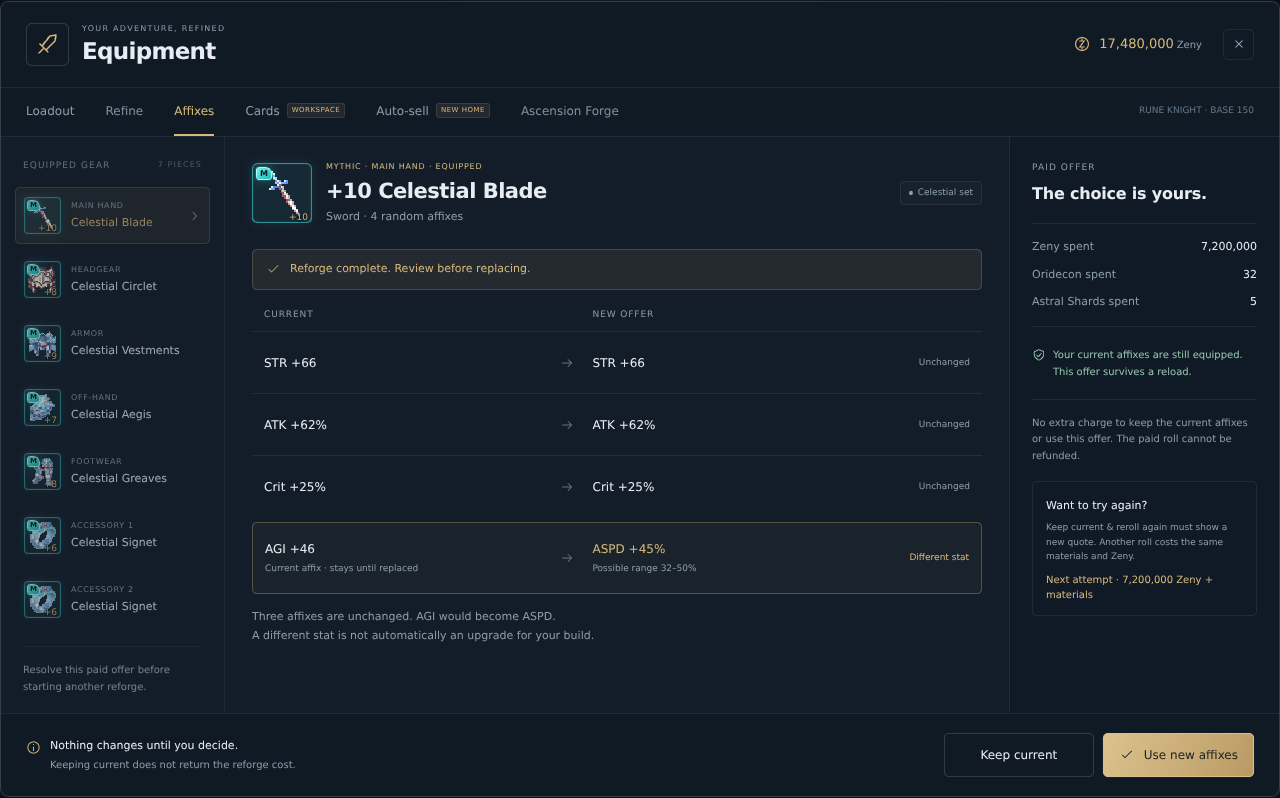 YOUR ADVENTURE, REFINED
Equipment
17,480,000 Zeny
Loadout
Refine
Affixes
Cards WORKSPACE
Auto-sell NEW HOME
Ascension Forge
RUNE KNIGHT · BASE 150
EQUIPPED GEAR 7 PIECES
M
+10
MAIN HAND
Celestial Blade
M
+8
HEADGEAR
Celestial Circlet
M
+9
ARMOR
Celestial Vestments
M
+7
OFF-HAND
Celestial Aegis
M
+8
FOOTWEAR
Celestial Greaves
M
+6
ACCESSORY 1
Celestial Signet
M
+6
ACCESSORY 2
Celestial Signet
Resolve this paid offer before
starting another reforge.
M
+10
MYTHIC · MAIN HAND · EQUIPPED
+10 Celestial Blade
Sword · 4 random affixes
Celestial set
Reforge complete. Review before replacing.
CURRENT NEW OFFER
STR +66 → STR +66 Unchanged
ATK +62% → ATK +62% Unchanged
Crit +25% → Crit +25% Unchanged
AGI +46 → ASPD +45% Different stat
Current affix · stays until replaced Possible range 32–50%
Three affixes are unchanged. AGI would become ASPD.
A different stat is not automatically an upgrade for your build.
PAID OFFER
The choice is yours.
Zeny spent 7,200,000
Oridecon spent 32
Astral Shards spent 5
Your current affixes are still equipped.
This offer survives a reload.
No extra charge to keep the current affixes
or use this offer. The paid roll cannot be
refunded.
Want to try again?
Keep current & reroll again must show a
new quote. Another roll costs the same
materials and Zeny.
Next attempt · 7,200,000 Zeny +
materials
Nothing changes until you decide.
Keeping current does not return the reforge cost.
Keep current
Use new affixes